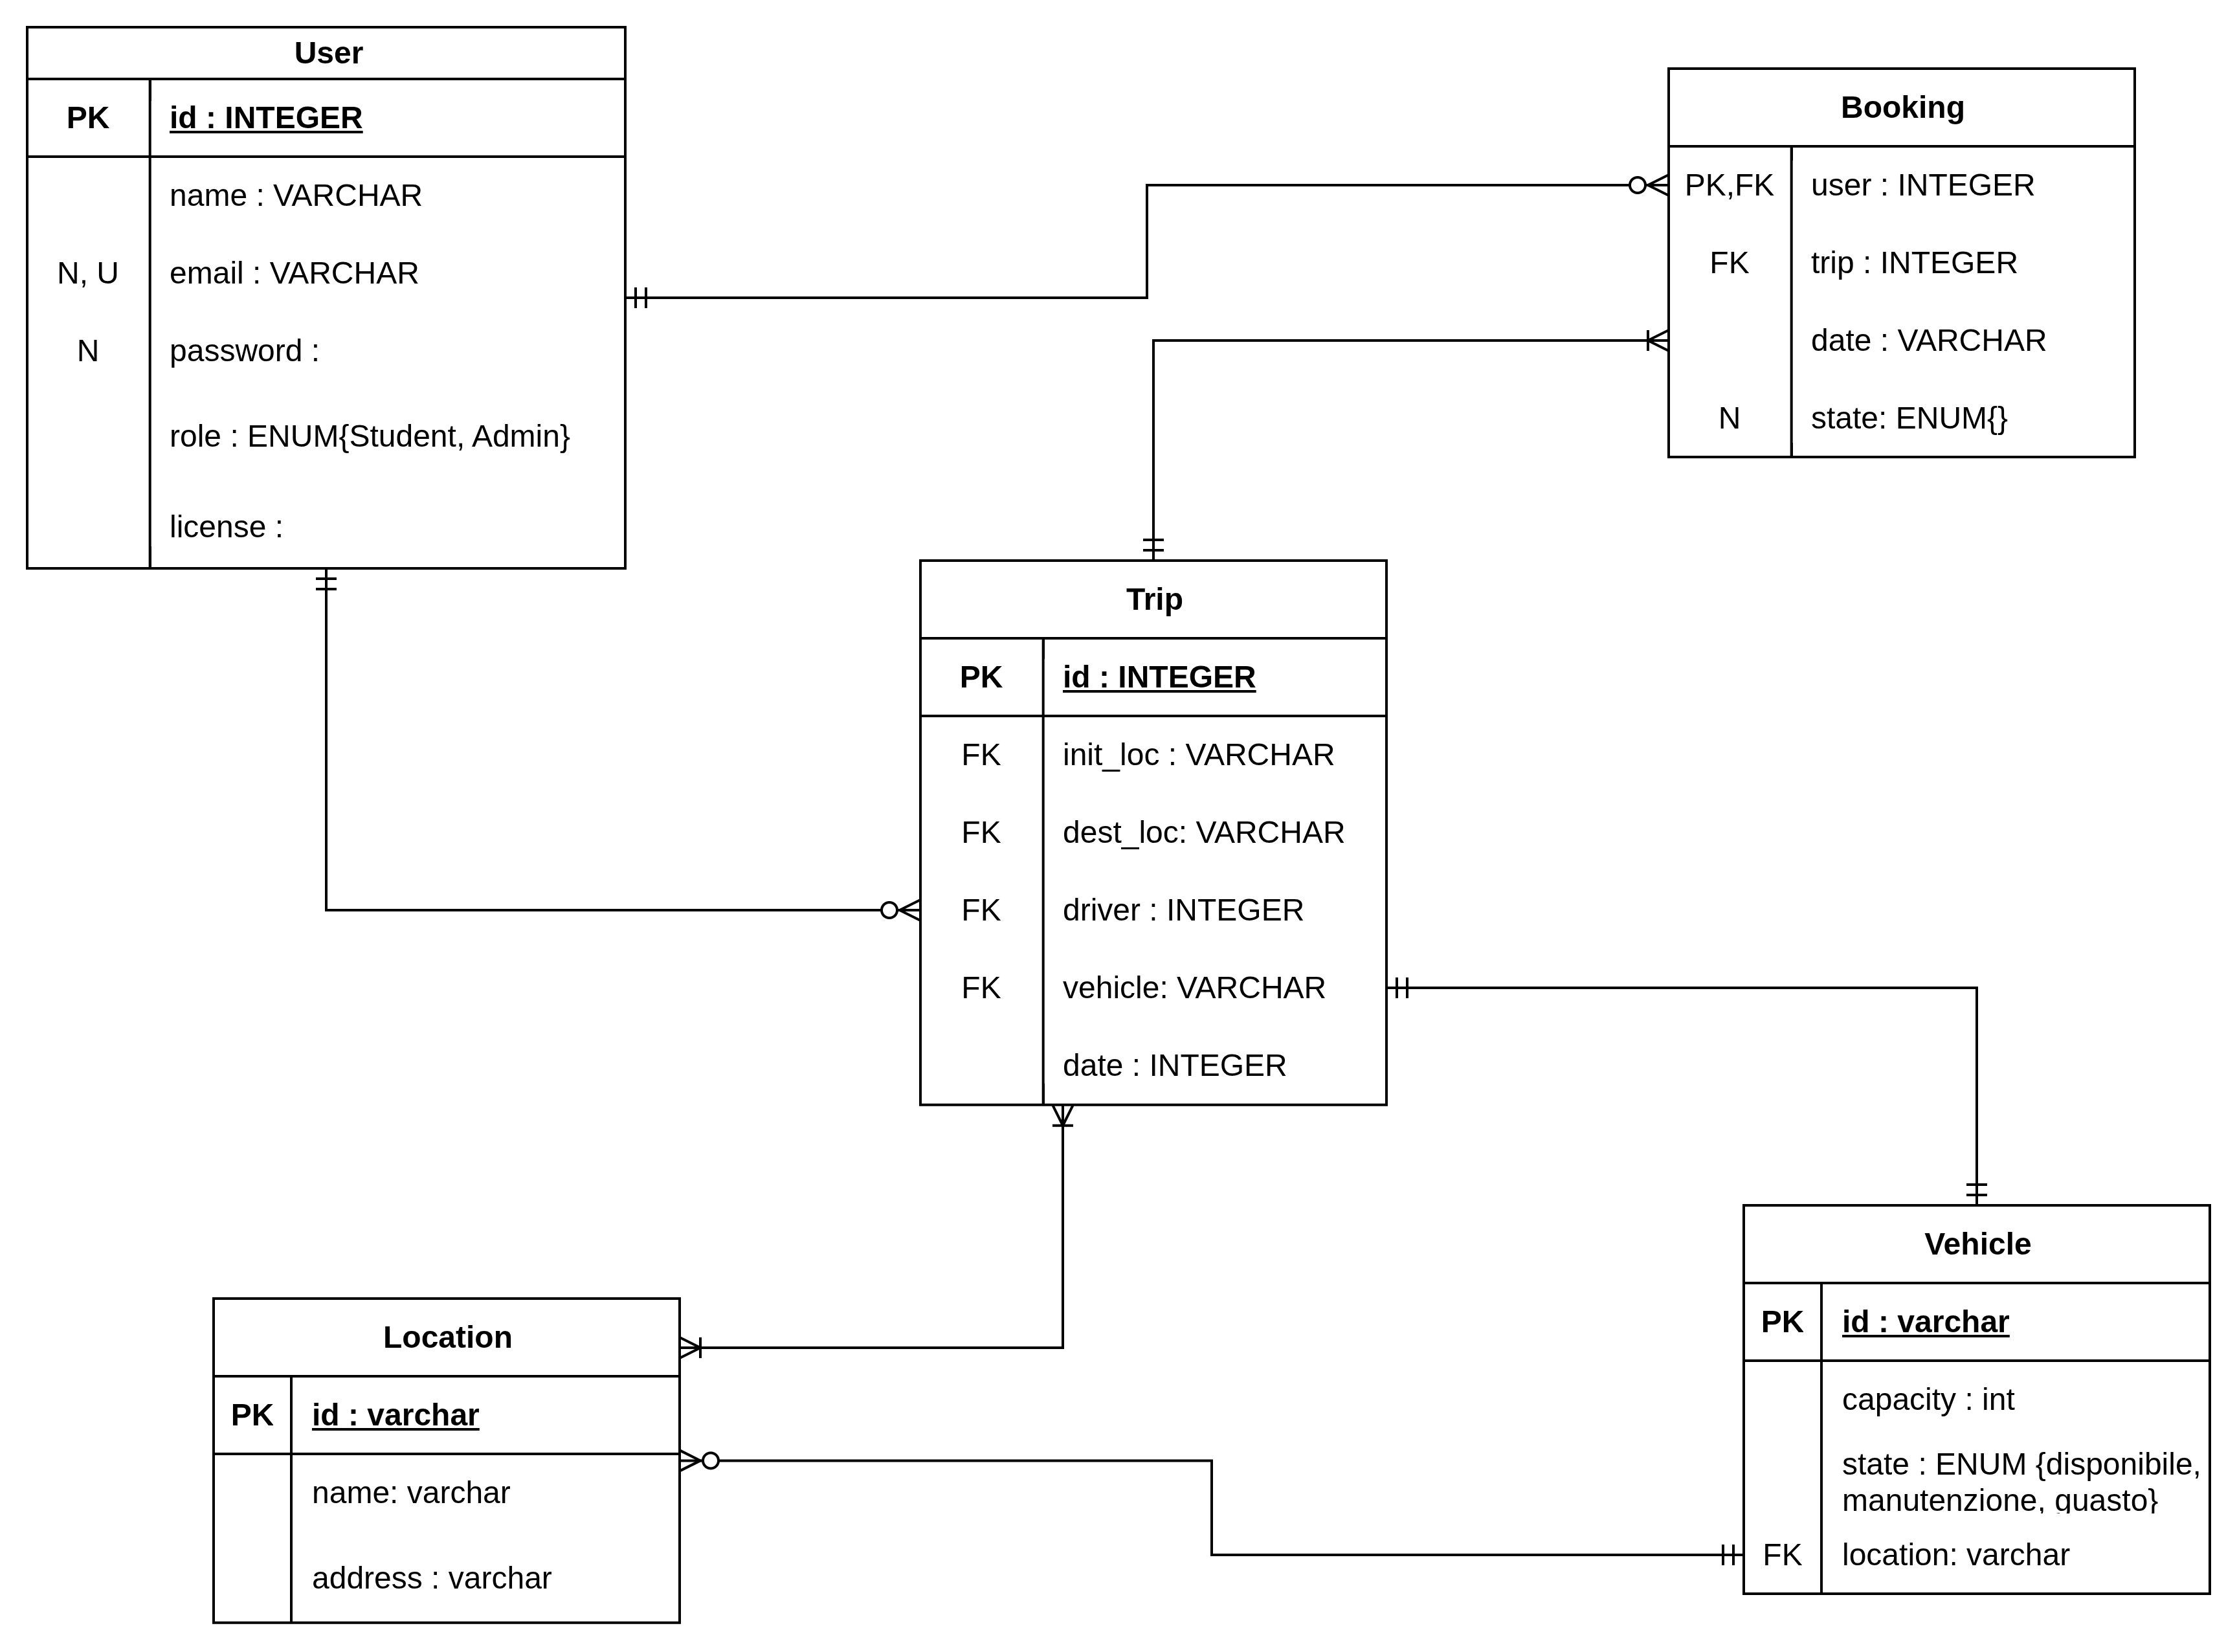 User
PK id : INTEGER
name : VARCHAR
N, U email : VARCHAR
N password :
role : ENUM{Student, Admin}
license :
Booking
PK,FK user : INTEGER
FK trip : INTEGER
date : VARCHAR
N state: ENUM{}
Trip
PK id : INTEGER
FK init_loc : VARCHAR
FK dest_loc: VARCHAR
FK driver : INTEGER
FK vehicle: VARCHAR
date : INTEGER
Location
PK id : varchar
name: varchar
address : varchar
Vehicle
PK id : varchar
capacity : int
state : ENUM {disponibile,
manutenzione, guasto}
FK location: varchar